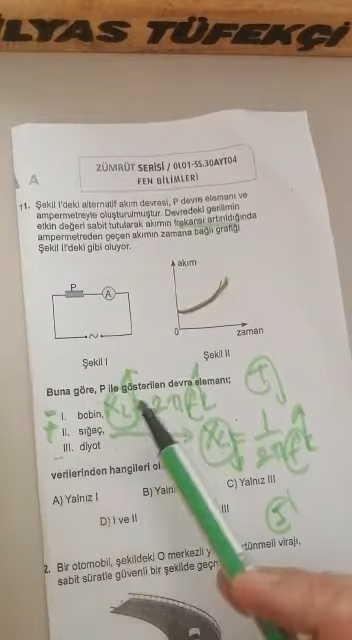 İLYAS TÜFEKÇİ
ZÜMRÜT SERİSİ / 0L01-SS.30AYT04
FEN BİLİMLERİ
A
11. Şekil I'deki alternatif akım devresi, P devre elemanı ve
ampermetreyle oluşturulmuştur. Devredeki gerilimin
etkin değeri sabit tutularak akımın frekansı artırıldığında
ampermetreden geçen akımın zamana bağlı grafiği
Şekil II'deki gibi oluyor.
P
A
akım
0
zaman
Şekil I
Şekil II
Buna göre, P ile gösterilen devre elemanı;
I. bobin,
II. sığaç,
III. diyot
verilerinden hangileri ol
A) Yalnız I
B) Yalnı
C) Yalnız III
D) I ve II
III
2. Bir otomobil, şekildeki O merkezli y dönmeli virajı,
sabit süratle güvenli bir şekilde geçm